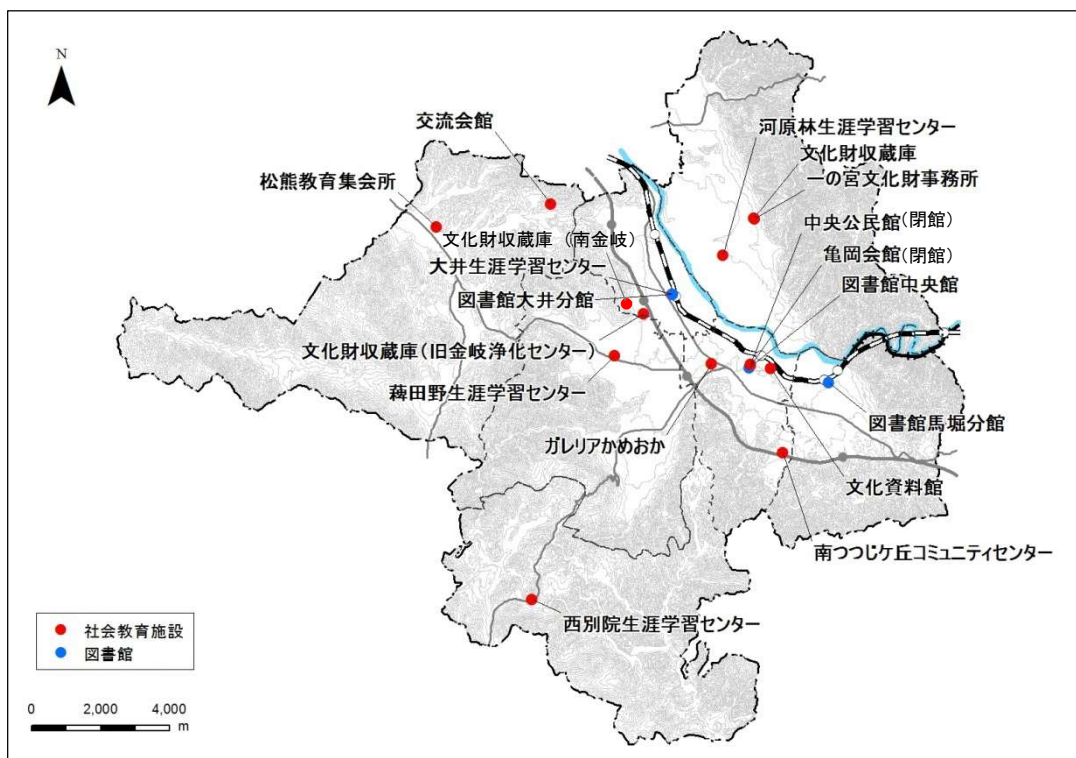 N
交流会館
松熊教育集会所
文化財収蔵庫（南金岐）
大井生涯学習センター
図書館大井分館
文化財収蔵庫(旧金岐浄化センター)
薭田野生涯学習センター
ガレリアかめおか
河原林生涯学習センター
文化財収蔵庫
一の宮文化財事務所
中央公民館(閉館)
亀岡会館(閉館)
図書館中央館
図書館馬堀分館
文化資料館
南つつじケ丘コミュニティセンター
西別院生涯学習センター
社会教育施設
図書館
0 2,000 4,000
m